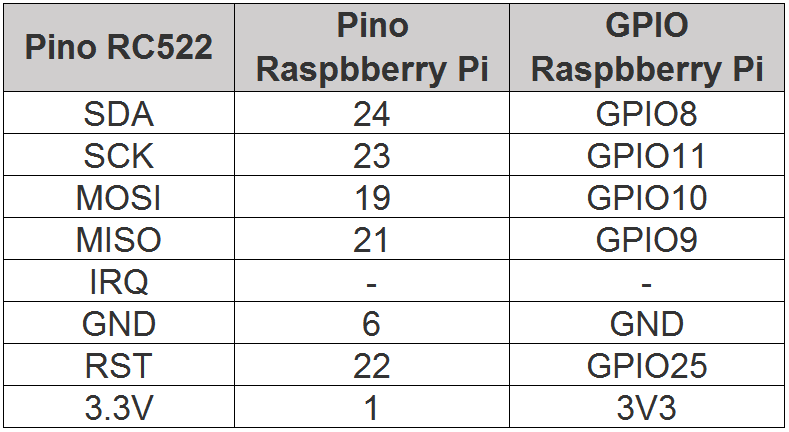 Pino RC522 Pino Raspbberry Pi GPIO Raspbberry Pi
SDA 24 GPIO8
SCK 23 GPIO11
MOSI 19 GPIO10
MISO 21 GPIO9
IRQ - -
GND 6 GND
RST 22 GPIO25
3.3V 1 3V3